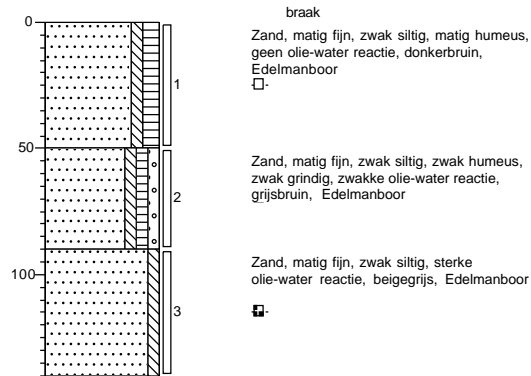 braak
0
Zand, matig fijn, zwak siltig, matig humeus,
geen olie-water reactie, donkerbruin,
Edelmanboor
1
50
Zand, matig fijn, zwak siltig, zwak humeus,
zwak grindig, zwakke olie-water reactie,
grijsbruin, Edelmanboor
2
Zand, matig fijn, zwak siltig, sterke
olie-water reactie, beigegrijs, Edelmanboor
100
3